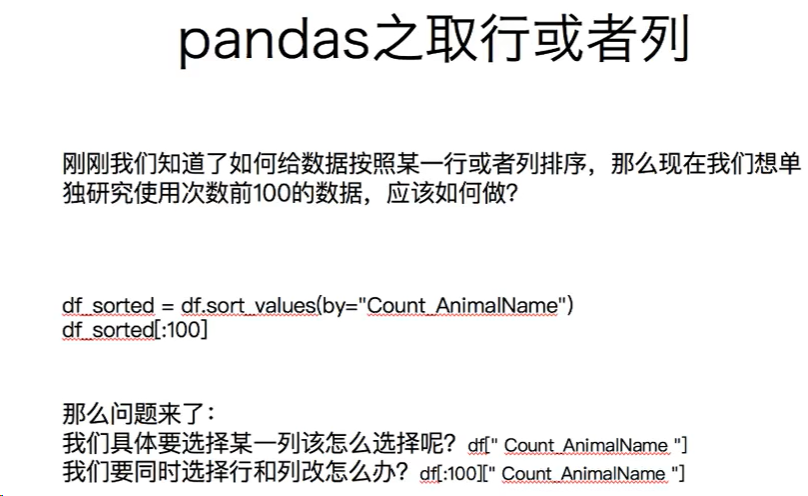 pandas之取行或者列
刚刚我们知道了如何给数据按照某一行或者列排序，那么现在我们想单
独研究使用次数前100的数据，应该如何做？
df_sorted = df.sort_values(by="Count_AnimalName")
df_sorted[:100]
那么问题来了：
我们具体要选择某一列该怎么选择呢？df[" Count_AnimalName "]
我们要同时选择行和列改怎么办？df[:100][" Count_AnimalName "]